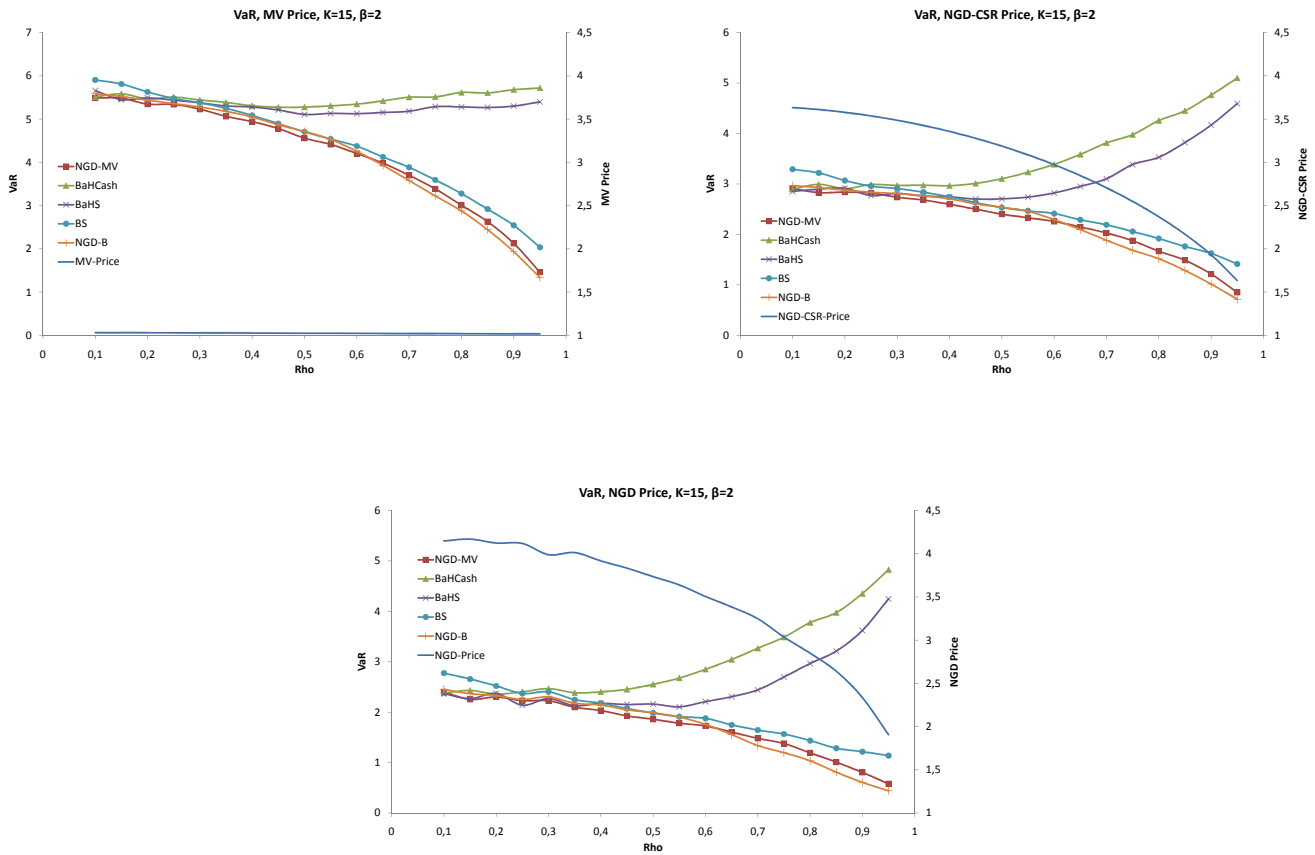 VaR, MV Price, K=15, β=2
7
6
5
4
3
2
1
0
4,5
4
3,5
3
2,5
2
1,5
1
VaR
MV Price
NGD-MV
BaHCash
BaHS
BS
NGD-B
MV-Price
0 0,1 0,2 0,3 0,4 0,5 0,6 0,7 0,8 0,9 1
Rho
VaR, NGD-CSR Price, K=15, β=2
6
5
4
3
2
1
0
4,5
4
3,5
3
2,5
2
1,5
1
VaR
NGD-CSR Price
NGD-MV
BaHCash
BaHS
BS
NGD-B
NGD-CSR-Price
0 0,1 0,2 0,3 0,4 0,5 0,6 0,7 0,8 0,9 1
Rho
VaR, NGD Price, K=15, β=2
6
5
4
3
2
1
0
4,5
4
3,5
3
2,5
2
1,5
1
VaR
NGD Price
NGD-MV
BaHCash
BaHS
BS
NGD-B
NGD-Price
0 0,1 0,2 0,3 0,4 0,5 0,6 0,7 0,8 0,9 1
Rho